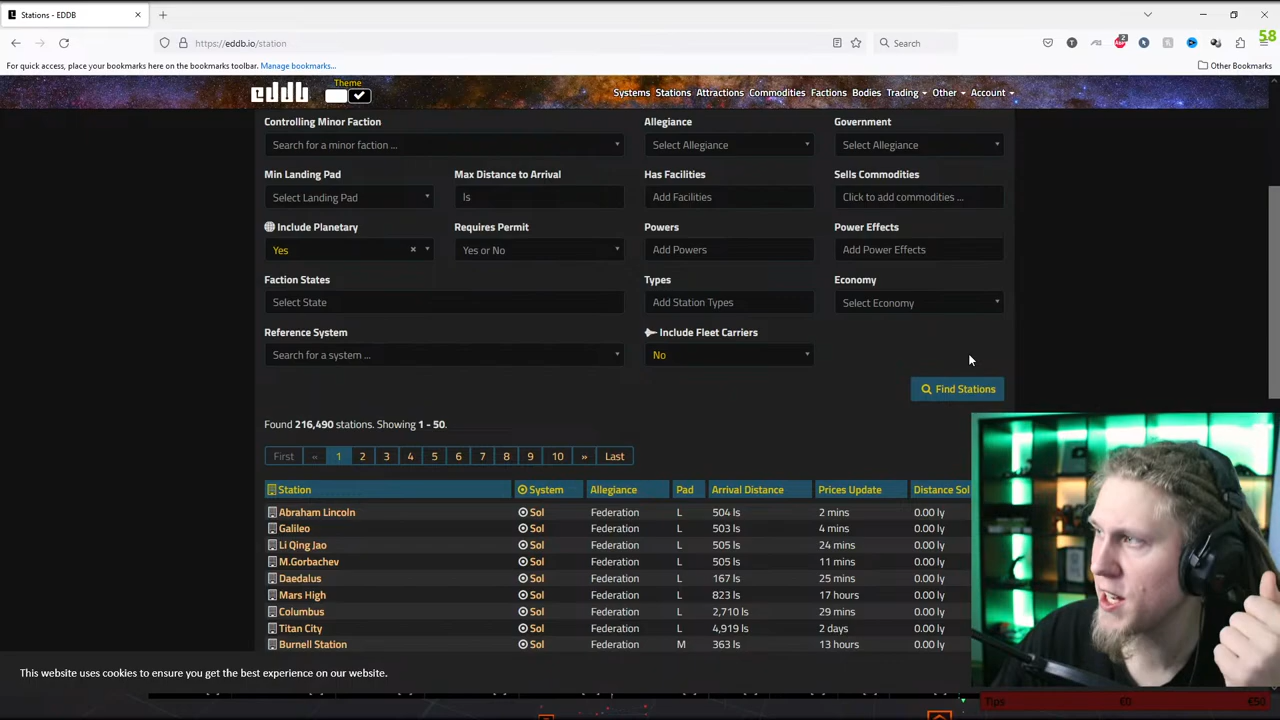 Stations - EDDB
https://eddb.io/station
Search
2
58
For quick access, place your bookmarks here on the bookmarks toolbar. Manage bookmarks...
Other Bookmarks
eddb
Theme
Systems Stations Attractions Commodities Factions Bodies Trading Other Account
Controlling Minor Faction Allegiance Government
Search for a minor faction ... Select Allegiance Select Allegiance
Min Landing Pad Max Distance to Arrival Has Facilities Sells Commodities
Select Landing Pad ls Add Facilities Click to add commodities ...
Include Planetary Requires Permit Powers Power Effects
Yes × Yes or No Add Powers Add Power Effects
Faction States Types Economy
Select State Add Station Types Select Economy
Reference System Include Fleet Carriers
Search for a system ... No
Find Stations
Found 216,490 stations. Showing 1 - 50.
First « 1 2 3 4 5 6 7 8 9 10 » Last
Station System Allegiance Pad Arrival Distance Prices Update Distance Sol
Abraham Lincoln Sol Federation L 504 ls 2 mins 0.00 ly
Galileo Sol Federation L 503 ls 4 mins 0.00 ly
Li Qing Jao Sol Federation L 505 ls 24 mins 0.00 ly
M.Gorbachev Sol Federation L 505 ls 11 mins 0.00 ly
Daedalus Sol Federation L 167 ls 25 mins 0.00 ly
Mars High Sol Federation L 823 ls 17 hours 0.00 ly
Columbus Sol Federation L 2,710 ls 29 mins 0.00 ly
Titan City Sol Federation L 4,919 ls 2 days 0.00 ly
Burnell Station Sol Federation M 363 ls 13 hours 0.00 ly
This website uses cookies to ensure you get the best experience on our website.
Tips €0 €50